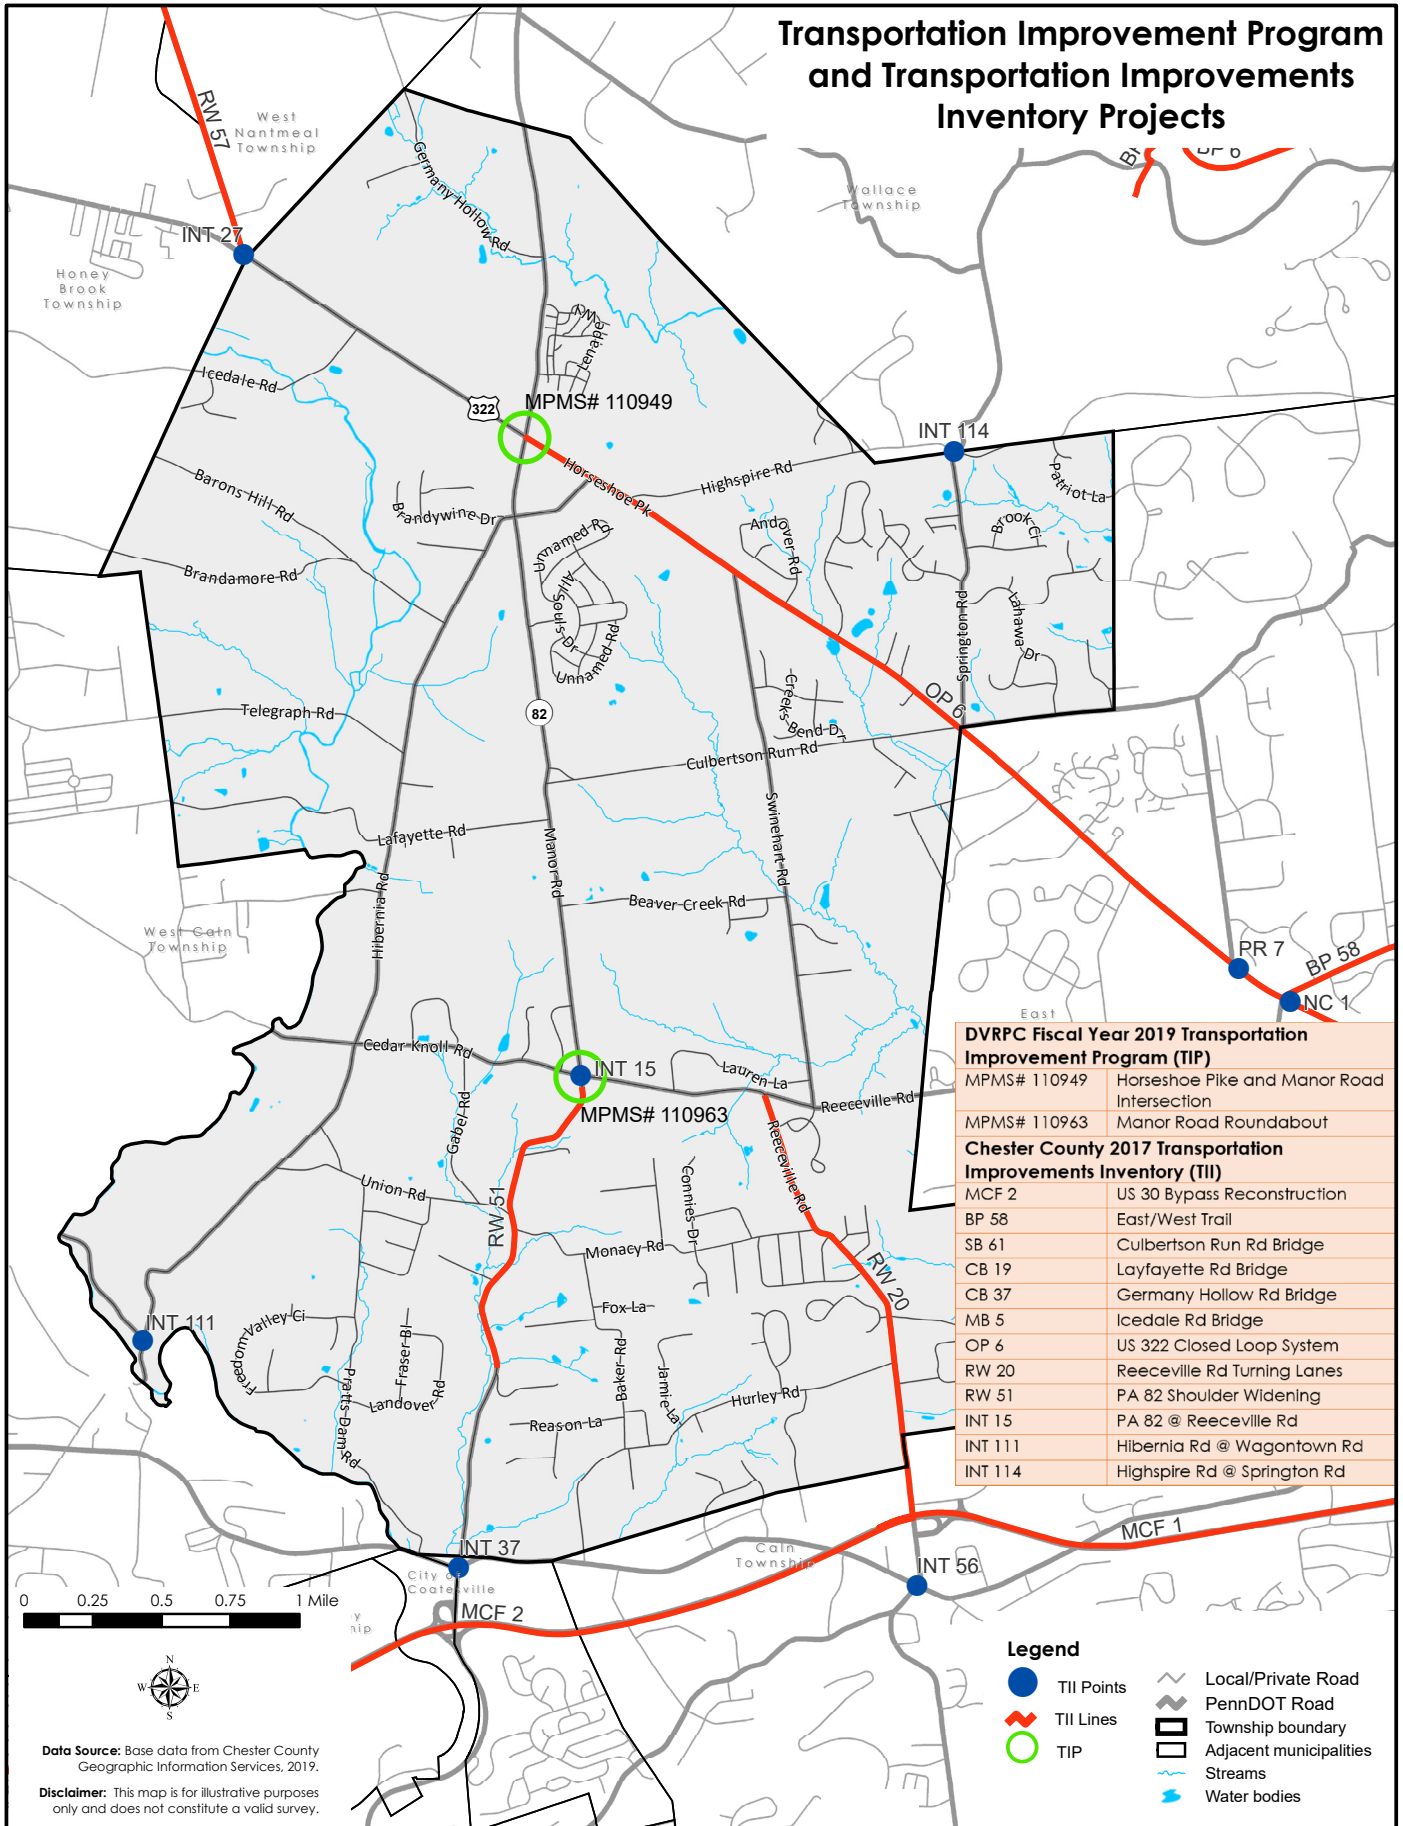 Transportation Improvement Program
and Transportation Improvements
Inventory Projects
RW 57
West
Nantmeal
Township
BP 6
Wallace
Township
Germany Hollow Rd
INT 27
Honey
Brook
Township
Lenape
Icedale Rd
322
MPMS# 110949
INT 114
Horseshoe Pk
Highspire Rd
Patriot La
Barons Hill Rd
Brandywine Dr
Andover Rd
Brook Ci
Unnamed Rd
Brandamore Rd
All Souls Dr
Springton Rd
Lahawa Dr
Unnamed Rd
Creeks Bend Dr
OP 6
Telegraph Rd
82
Culbertson Run Rd
Swinehart Rd
Lafayette Rd
Manor Rd
Hibernia Rd
Beaver Creek Rd
West Caln
Township
PR 7
BP 58
NC 1
East
Cedar Knoll Rd
INT 15
Lauren La
Reeceville Rd
MPMS# 110963
Gabel Rd
Reeceville Rd
Union Rd
Connies Dr
RW 51
Monacy Rd
RW 20
Fox La
INT 111
Freedom Valley Ci
Fraser Bl
Pratts Dam Rd
Landover Rd
Baker Rd
Jamie La
Hurley Rd
Reason La
DVRPC Fiscal Year 2019 Transportation
Improvement Program (TIP)
MPMS# 110949 Horseshoe Pike and Manor Road
Intersection
MPMS# 110963 Manor Road Roundabout
Chester County 2017 Transportation
Improvements Inventory (TII)
MCF 2 US 30 Bypass Reconstruction
BP 58 East/West Trail
SB 61 Culbertson Run Rd Bridge
CB 19 Layfayette Rd Bridge
CB 37 Germany Hollow Rd Bridge
MB 5 Icedale Rd Bridge
OP 6 US 322 Closed Loop System
RW 20 Reeceville Rd Turning Lanes
RW 51 PA 82 Shoulder Widening
INT 15 PA 82 @ Reeceville Rd
INT 111 Hibernia Rd @ Wagontown Rd
INT 114 Highspire Rd @ Springton Rd
MCF 1
INT 37
Caln
Township
City of
Coatesville
INT 56
MCF 2
0 0.25 0.5 0.75 1 Mile
N
W E
S
Data Source: Base data from Chester County
Geographic Information Services, 2019.
Disclaimer: This map is for illustrative purposes
only and does not constitute a valid survey.
Legend
TII Points
TII Lines
TIP
Local/Private Road
PennDOT Road
Township boundary
Adjacent municipalities
Streams
Water bodies